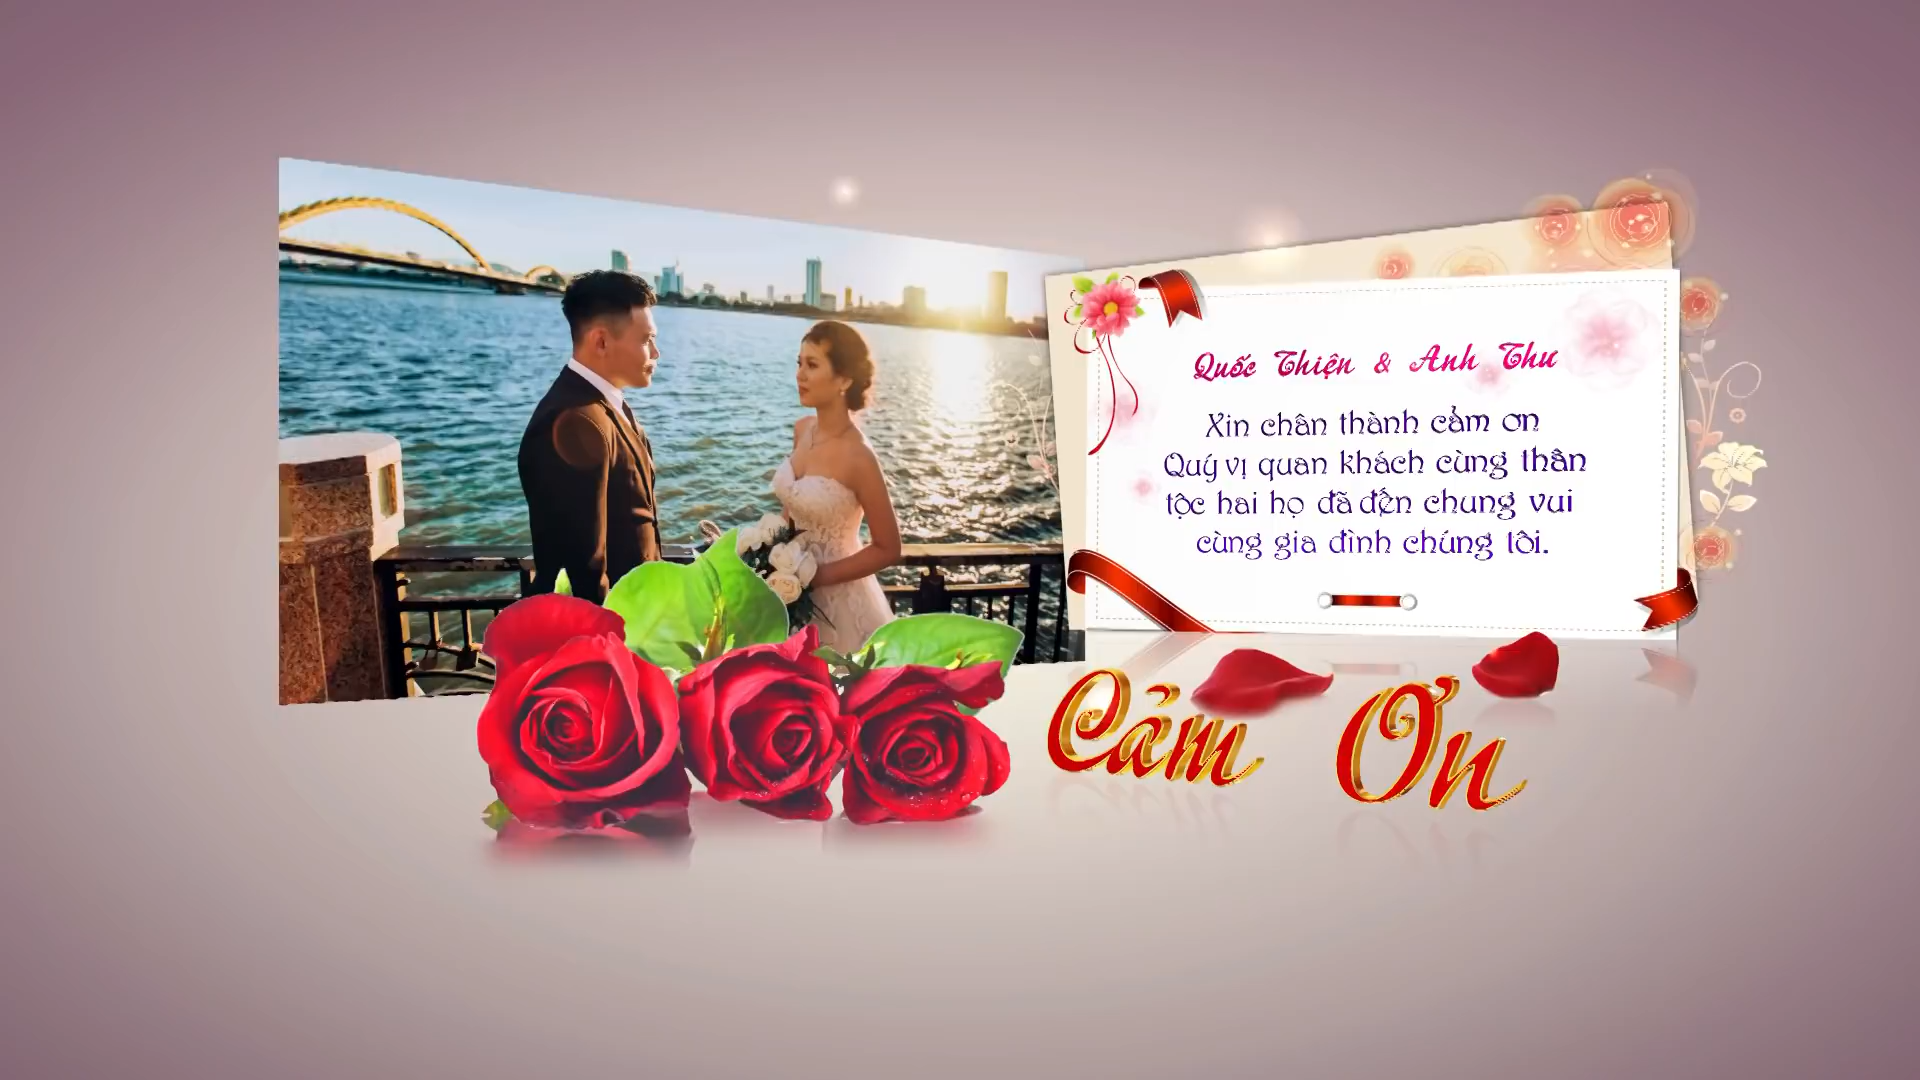 Quốc Thiện & Anh Thư
Xin chân thành cảm ơn
Quý vị quan khách cùng thân
tộc hai họ đã đến chung vui
cùng gia đình chúng tôi.
Cảm Ơn